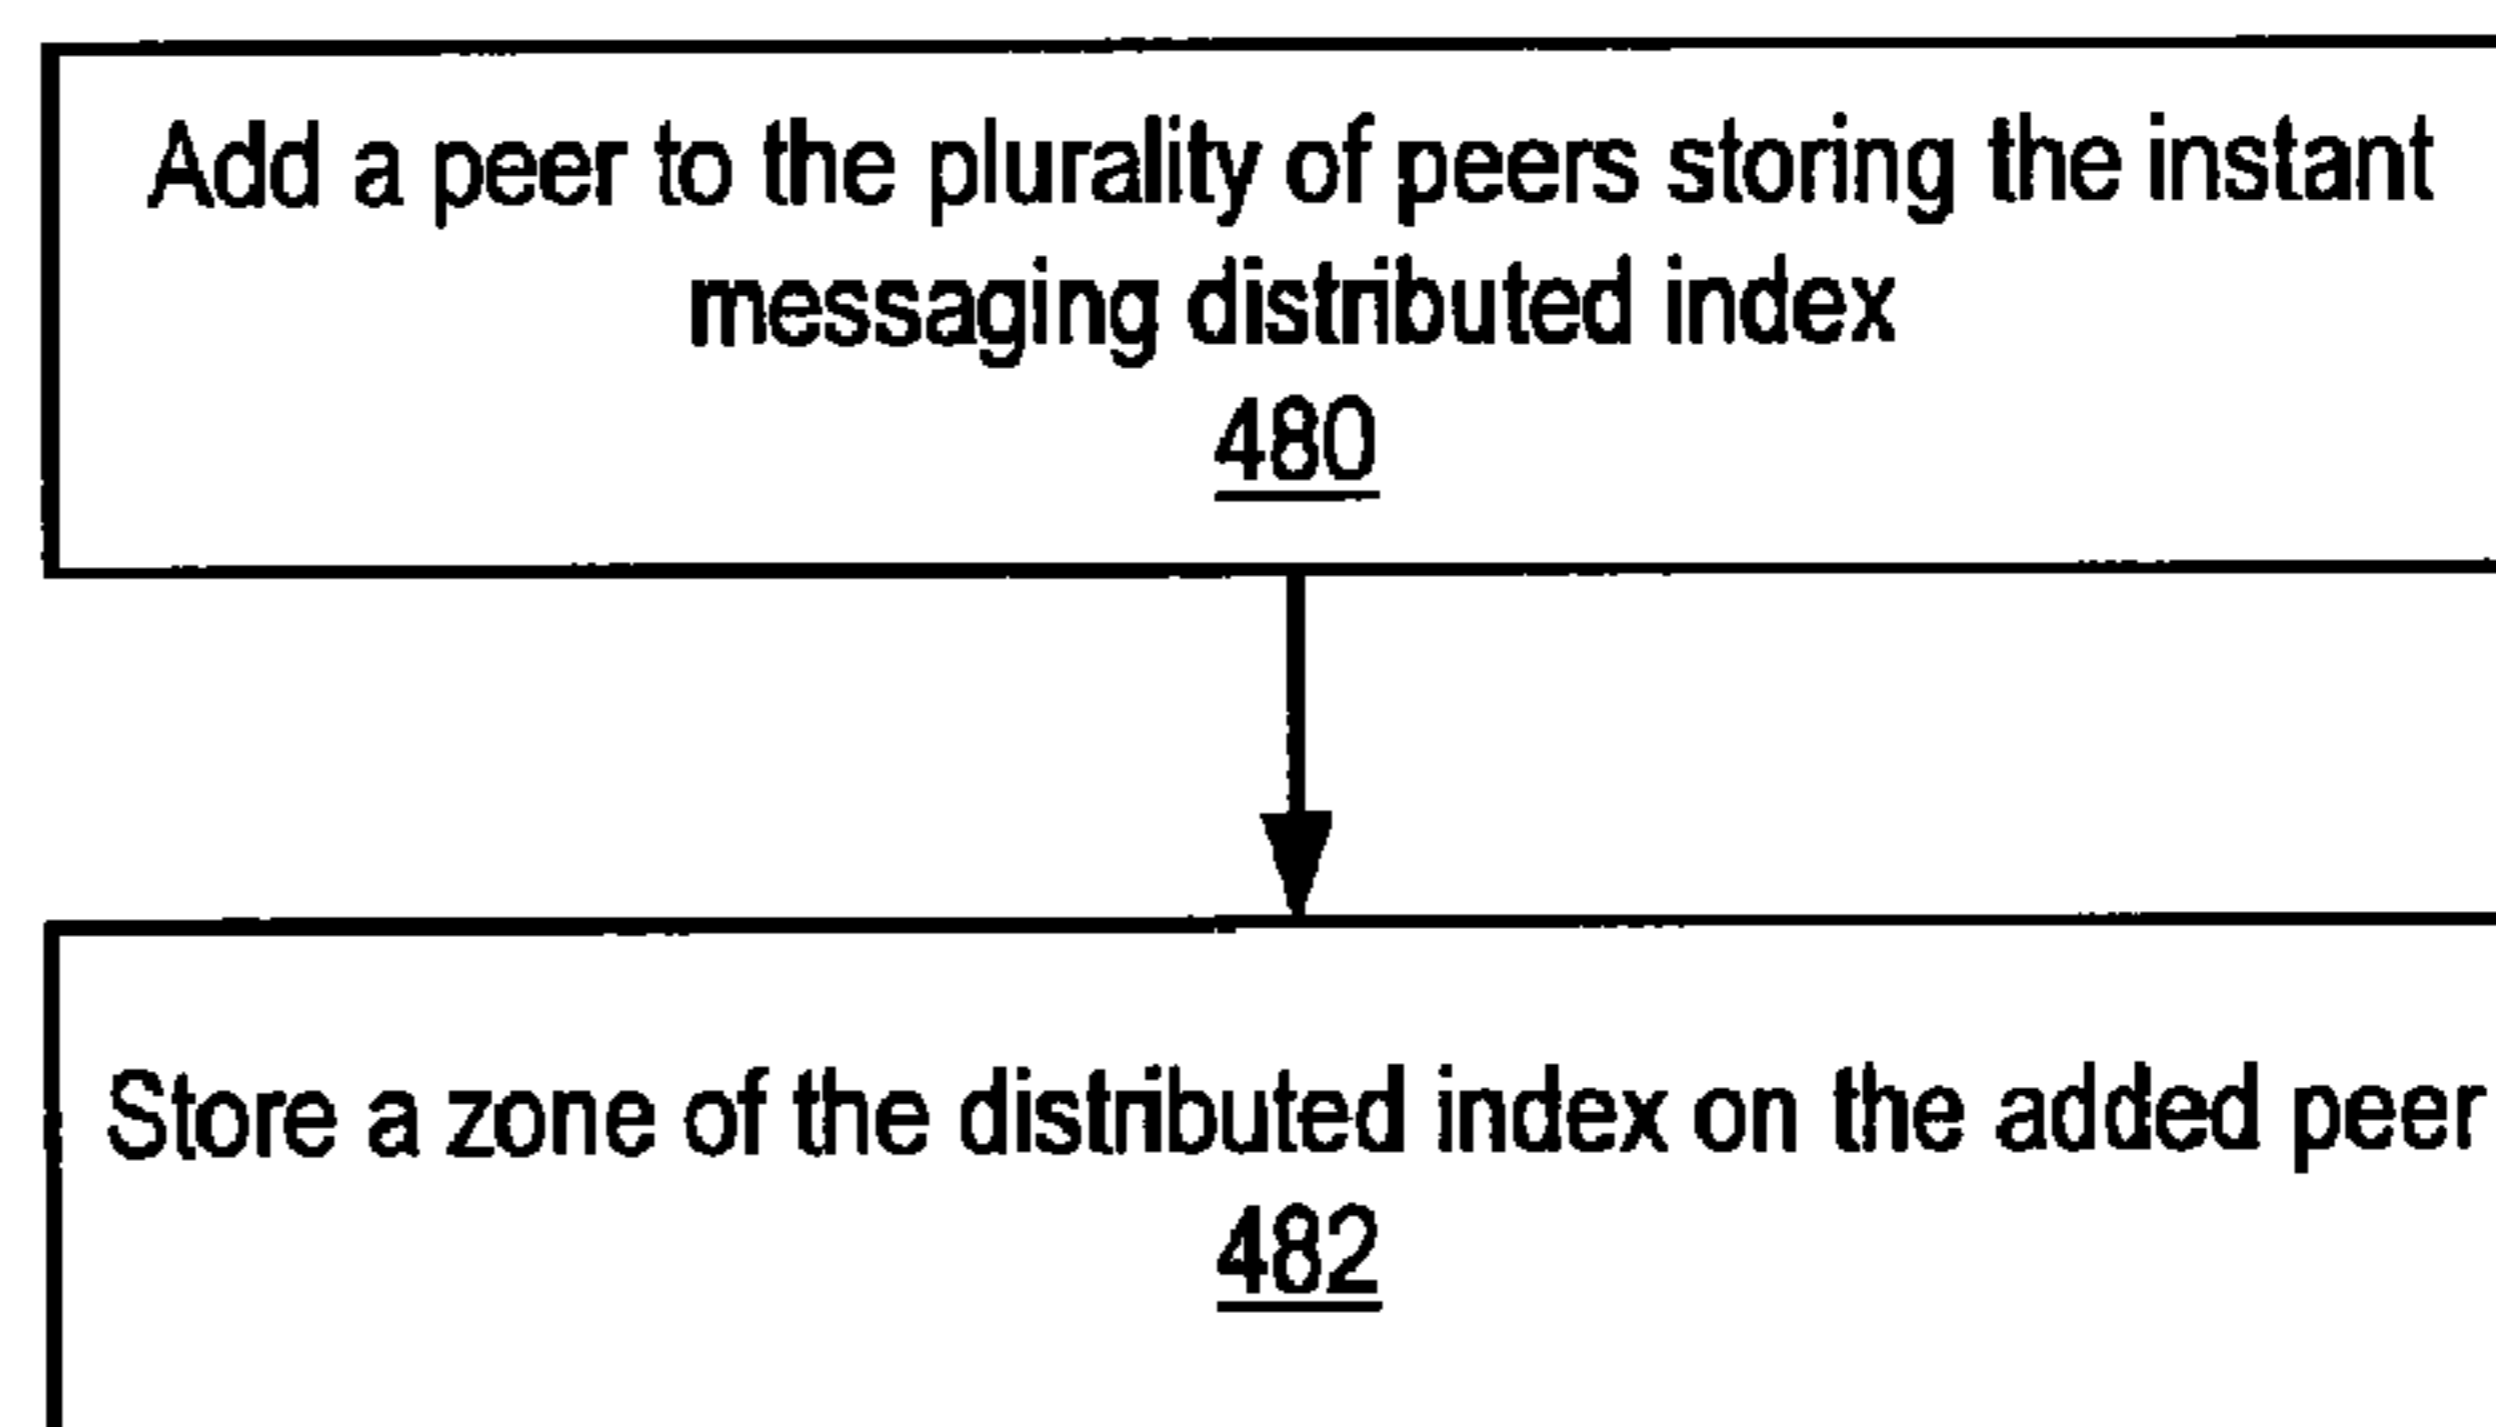 Add a peer to the plurality of peers storing the instant
messaging distributed index
480
Store a zone of the distributed index on the added peer
482